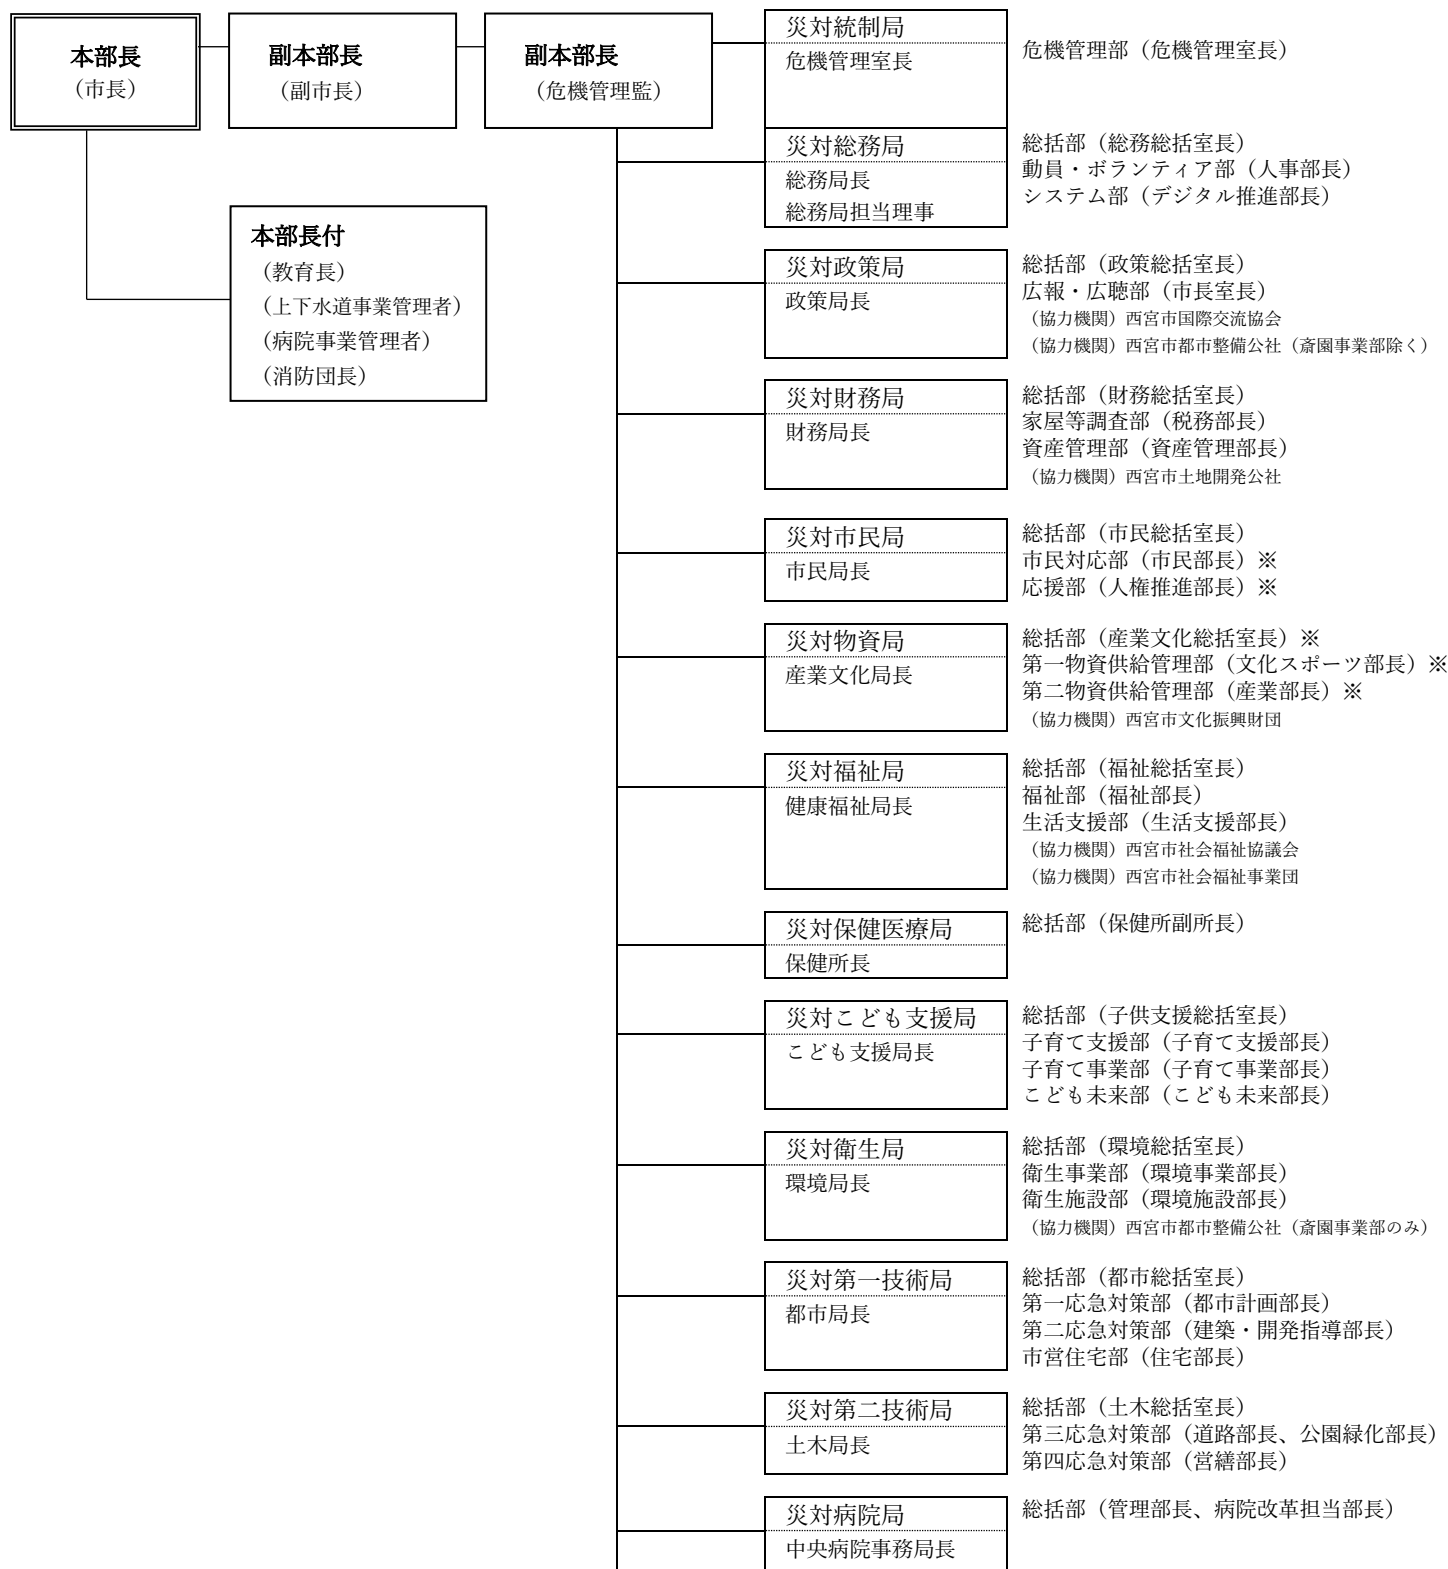 本部長
（市長）
副本部長
（副市長）
副本部長
（危機管理監）
本部長付
（教育長）
（上下水道事業管理者）
（病院事業管理者）
（消防団長）
災対統制局
危機管理室長
危機管理部（危機管理室長）
災対総務局
総務局長
総務局担当理事
総括部（総務総括室長）
動員・ボランティア部（人事部長）
システム部（デジタル推進部長）
災対政策局
政策局長
総括部（政策総括室長）
広報・広聴部（市長室長）
（協力機関）西宮市国際交流協会
（協力機関）西宮市都市整備公社（斎園事業部除く）
災対財務局
財務局長
総括部（財務総括室長）
家屋等調査部（税務部長）
資産管理部（資産管理部長）
（協力機関）西宮市土地開発公社
災対市民局
市民局長
総括部（市民総括室長）
市民対応部（市民部長）※
応援部（人権推進部長）※
災対物資局
産業文化局長
総括部（産業文化総括室長）※
第一物資供給管理部（文化スポーツ部長）※
第二物資供給管理部（産業部長）※
（協力機関）西宮市文化振興財団
災対福祉局
健康福祉局長
総括部（福祉総括室長）
福祉部（福祉部長）
生活支援部（生活支援部長）
（協力機関）西宮市社会福祉協議会
（協力機関）西宮市社会福祉事業団
災対保健医療局
保健所長
総括部（保健所副所長）
災対こども支援局
こども支援局長
総括部（子供支援総括室長）
子育て支援部（子育て支援部長）
子育て事業部（子育て事業部長）
こども未来部（こども未来部長）
災対衛生局
環境局長
総括部（環境総括室長）
衛生事業部（環境事業部長）
衛生施設部（環境施設部長）
（協力機関）西宮市都市整備公社（斎園事業部のみ）
災対第一技術局
都市局長
総括部（都市総括室長）
第一応急対策部（都市計画部長）
第二応急対策部（建築・開発指導部長）
市営住宅部（住宅部長）
災対第二技術局
土木局長
総括部（土木総括室長）
第三応急対策部（道路部長、公園緑化部長）
第四応急対策部（営繕部長）
災対病院局
中央病院事務局長
総括部（管理部長、病院改革担当部長）